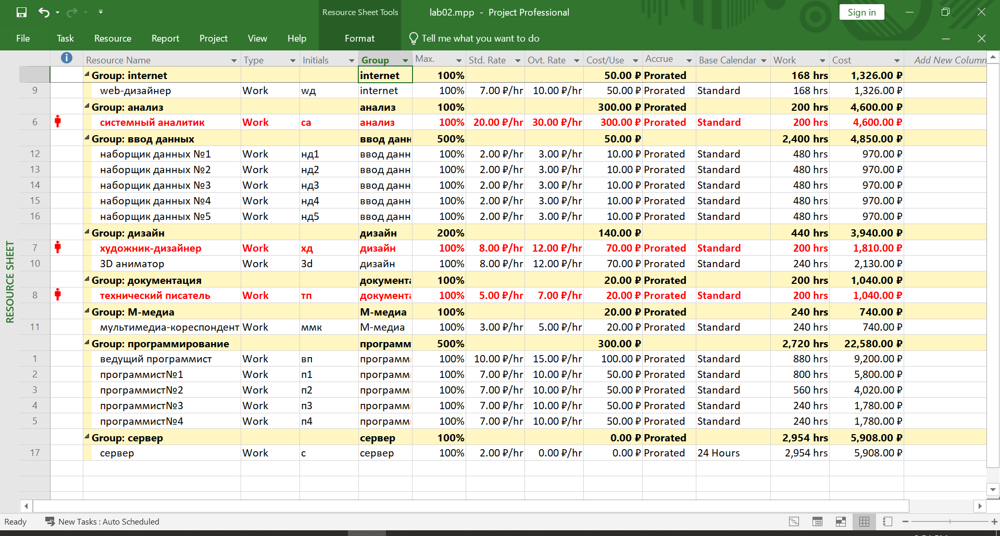 Resource Sheet Tools lab02.mpp - Project Professional Sign in
File Task Resource Report Project View Help Format Tell me what you want to do
Resource Name Type Initials Group Max. Std. Rate Ovt. Rate Cost/Use Accrue Base Calendar Work Cost Add New Column
Group: internet internet 100% 50.00 ₽ Prorated 168 hrs 1,326.00 ₽
9 web-дизайнер Work wд internet 100% 7.00 ₽/hr 10.00 ₽/hr 50.00 ₽ Prorated Standard 168 hrs 1,326.00 ₽
Group: анализ анализ 100% 300.00 ₽ Prorated 200 hrs 4,600.00 ₽
6 системный аналитик Work са анализ 100% 20.00 ₽/hr 30.00 ₽/hr 300.00 ₽ Prorated Standard 200 hrs 4,600.00 ₽
Group: ввод данных ввод данн 500% 50.00 ₽ 2,400 hrs 4,850.00 ₽
12 наборщик данных №1 Work нд1 ввод данн 100% 2.00 ₽/hr 3.00 ₽/hr 10.00 ₽ Prorated Standard 480 hrs 970.00 ₽
13 наборщик данных №2 Work нд2 ввод данн 100% 2.00 ₽/hr 3.00 ₽/hr 10.00 ₽ Prorated Standard 480 hrs 970.00 ₽
14 наборщик данных №3 Work нд3 ввод данн 100% 2.00 ₽/hr 3.00 ₽/hr 10.00 ₽ Prorated Standard 480 hrs 970.00 ₽
15 наборщик данных №4 Work нд4 ввод данн 100% 2.00 ₽/hr 3.00 ₽/hr 10.00 ₽ Prorated Standard 480 hrs 970.00 ₽
16 наборщик данных №5 Work нд5 ввод данн 100% 2.00 ₽/hr 3.00 ₽/hr 10.00 ₽ Prorated Standard 480 hrs 970.00 ₽
Group: дизайн дизайн 200% 140.00 ₽ 440 hrs 3,940.00 ₽
7 художник-дизайнер Work хд дизайн 100% 8.00 ₽/hr 12.00 ₽/hr 70.00 ₽ Prorated Standard 200 hrs 1,810.00 ₽
10 3D аниматор Work 3d дизайн 100% 8.00 ₽/hr 12.00 ₽/hr 70.00 ₽ Prorated Standard 240 hrs 2,130.00 ₽
Group: документация документа 100% 20.00 ₽ Prorated 200 hrs 1,040.00 ₽
8 технический писатель Work тп документа 100% 5.00 ₽/hr 7.00 ₽/hr 20.00 ₽ Prorated Standard 200 hrs 1,040.00 ₽
Group: М-медиа М-медиа 100% 20.00 ₽ Prorated 240 hrs 740.00 ₽
11 мультимедиа-кореспондент Work ммк М-медиа 100% 3.00 ₽/hr 5.00 ₽/hr 20.00 ₽ Prorated Standard 240 hrs 740.00 ₽
Group: программирование программ 500% 300.00 ₽ 2,720 hrs 22,580.00 ₽
1 ведущий программист Work вп программ 100% 10.00 ₽/hr 15.00 ₽/hr 100.00 ₽ Prorated Standard 880 hrs 9,200.00 ₽
2 программист№1 Work п1 программ 100% 7.00 ₽/hr 10.00 ₽/hr 50.00 ₽ Prorated Standard 800 hrs 5,800.00 ₽
3 программист№2 Work п2 программ 100% 7.00 ₽/hr 10.00 ₽/hr 50.00 ₽ Prorated Standard 560 hrs 4,020.00 ₽
4 программист№3 Work п3 программ 100% 7.00 ₽/hr 10.00 ₽/hr 50.00 ₽ Prorated Standard 240 hrs 1,780.00 ₽
5 программист№4 Work п4 программ 100% 7.00 ₽/hr 10.00 ₽/hr 50.00 ₽ Prorated Standard 240 hrs 1,780.00 ₽
Group: сервер сервер 100% 0.00 ₽ Prorated 2,954 hrs 5,908.00 ₽
17 сервер Work с сервер 100% 2.00 ₽/hr 0.00 ₽/hr 0.00 ₽ Prorated 24 Hours 2,954 hrs 5,908.00 ₽
RESOURCE SHEET
Ready New Tasks : Auto Scheduled